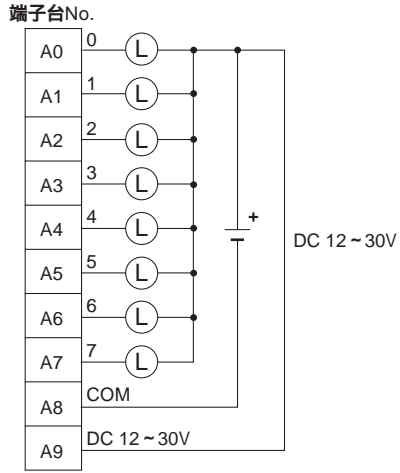 端子台No.
A0 0 L
A1 1 L
A2 2 L
A3 3 L
A4 4 L
+
DC 12~30V
A5 5 L
A6 6 L
A7 7 L
A8 COM
A9 DC 12~30V